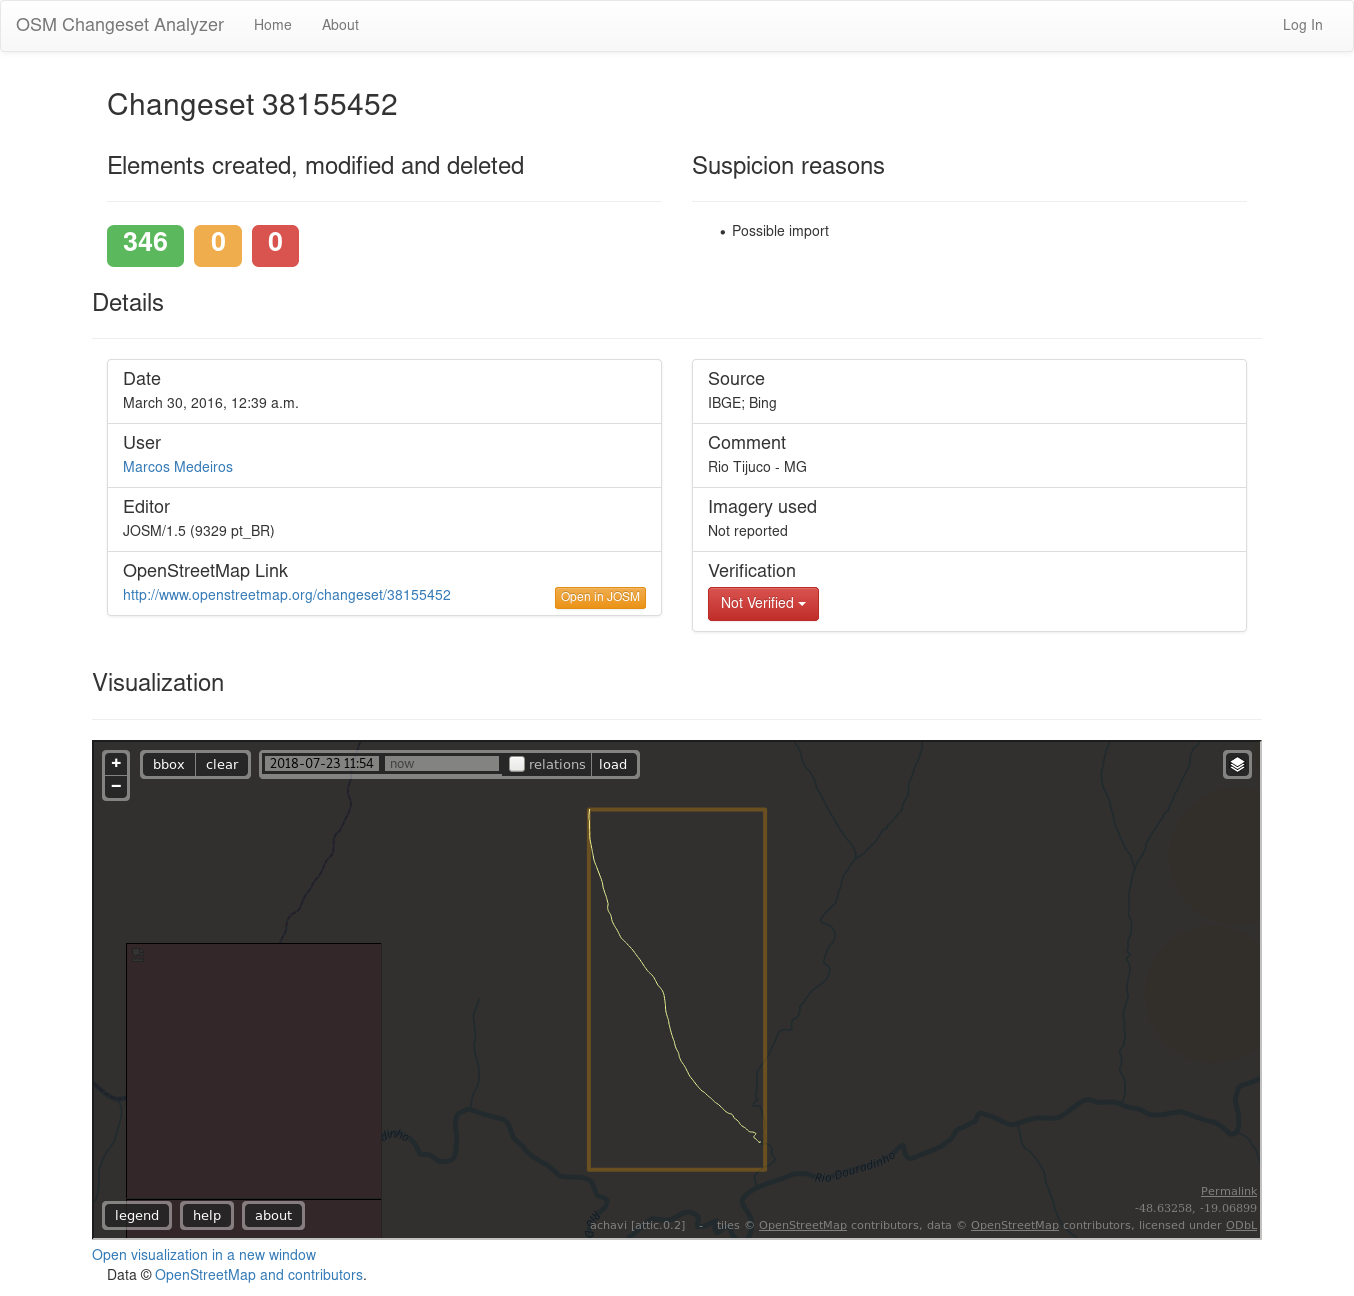 OSM Changeset Analyzer Home About Log In
Changeset 38155452
Elements created, modified and deleted
346 0 0
Suspicion reasons
• Possible import
Details
Date
March 30, 2016, 12:39 a.m.
User
Marcos Medeiros
Editor
JOSM/1.5 (9329 pt_BR)
OpenStreetMap Link
http://www.openstreetmap.org/changeset/38155452 Open in JOSM
Source
IBGE; Bing
Comment
Rio Tijuco - MG
Imagery used
Not reported
Verification
Not Verified
Visualization
+
−
bbox clear 2018-07-23 11:54 now relations load
Rio Douradinho
Permalink
-48.63258, -19.06899
legend help about
achavi [attic.0.2] - tiles © OpenStreetMap contributors, data © OpenStreetMap contributors, licensed under ODbL
Open visualization in a new window
Data © OpenStreetMap and contributors.